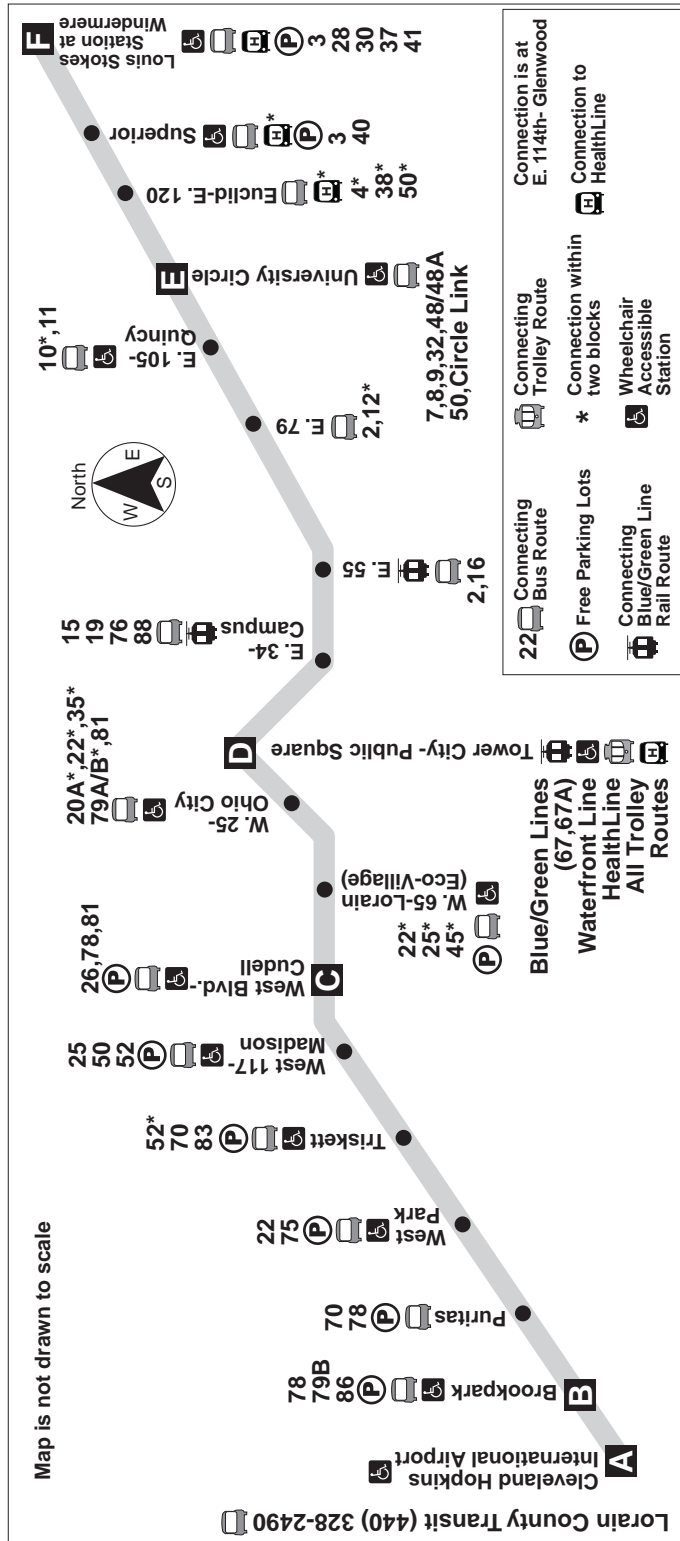 Map is not drawn to scale
Lorain County Transit (440) 328-2490
A
Cleveland Hopkins
International Airport
B
Brookpark
78
79B
86
P
Puritas
70
78
P
West
Park
22
75
P
Triskett
52*
70
83
P
West 117-
Madison
25
50
52
P
C
West Blvd.-
Cudell
26,78,81
P
W. 65-Lorain
(Eco-Village)
22*
25*
45*
P
W. 25-
Ohio City
20A*,22*,35*
79A/B*,81
D
Tower City- Public Square
H
Blue/Green Lines
(67,67A)
Waterfront Line
HealthLine
All Trolley
Routes
E. 34-
Campus
15
19
76
88
E. 55
2,16
North
W
E
S
E. 79
2,12*
E. 105-
Quincy
10*,11
E
University Circle
7,8,9,32,48/48A
50,Circle Link
Euclid-E. 120
H*
4*
38*
50*
Superior
H*
P
3
40
F
Louis Stokes
Station at
Windermere
H
P
3
28
30
37
41
22 Connecting
Bus Route
P Free Parking Lots
Connecting
Blue/Green Line
Rail Route
Connecting
Trolley Route
* Connection within
two blocks
Wheelchair
Accessible
Station
Connection is at
E. 114th- Glenwood
H Connection to
HealthLine